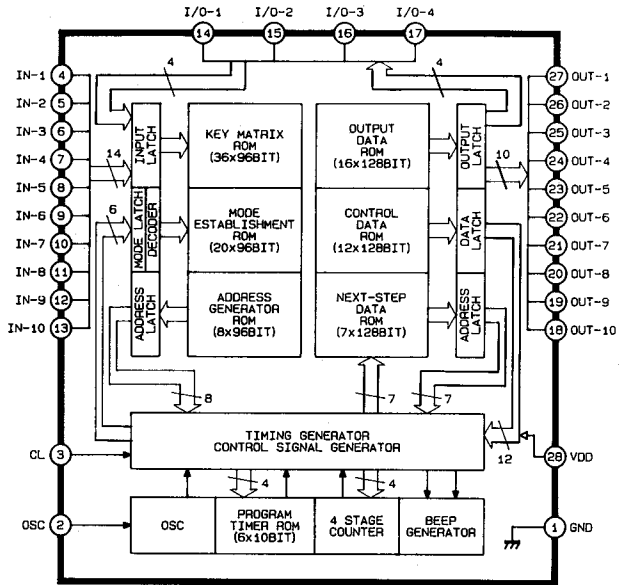 I/O-1 I/O-2 I/O-3 I/O-4
14 15 16 17
4 4
IN-1 4
IN-2 5
IN-3 6
IN-4 7
IN-5 8
IN-6 9
IN-7 10
IN-8 11
IN-9 12
IN-10 13
14
6
INPUT
LATCH
MODE LATCH
DECODER
ADDRESS
LATCH
KEY MATRIX
ROM
(36x96BIT)
MODE
ESTABLISHMENT
ROM
(20x96BIT)
ADDRESS
GENERATOR
ROM
(8x96BIT)
OUTPUT
DATA
ROM
(16x128BIT)
CONTROL
DATA
ROM
(12x128BIT)
NEXT-STEP
DATA
ROM
(7x128BIT)
OUTPUT
LATCH
DATA
LATCH
ADDRESS
LATCH
10
27 OUT-1
26 OUT-2
25 OUT-3
24 OUT-4
23 OUT-5
22 OUT-6
21 OUT-7
20 OUT-8
19 OUT-9
18 OUT-10
8 7 7
12
TIMING GENERATOR
CONTROL SIGNAL GENERATOR
CL 3
28 VDD
4 4
OSC 2
OSC
PROGRAM
TIMER ROM
(6x10BIT)
4 STAGE
COUNTER
BEEP
GENERATOR
1 GND